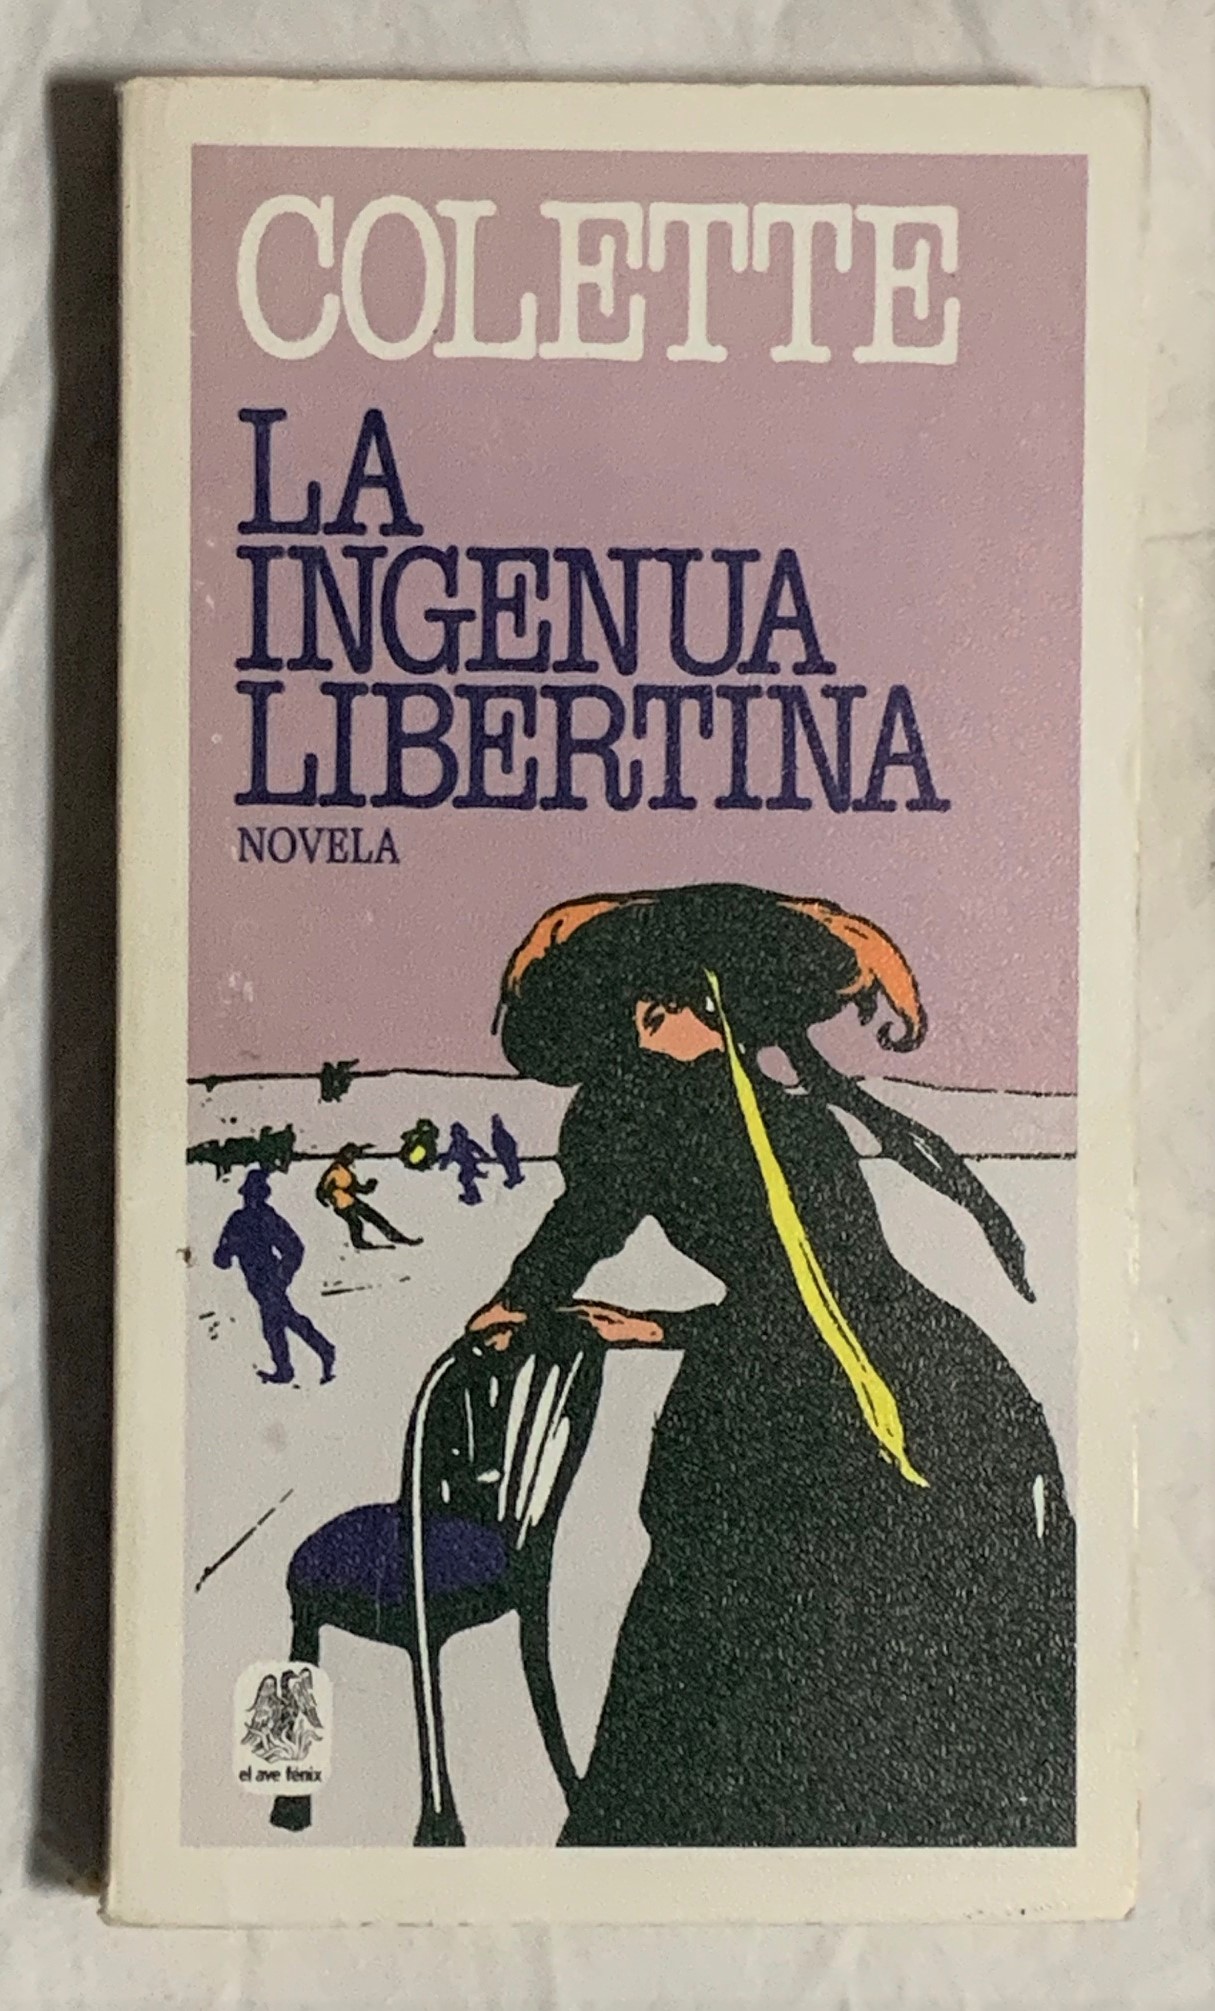 COLETTE
LA
INGENUA
LIBERTINA
NOVELA
el ave fénix